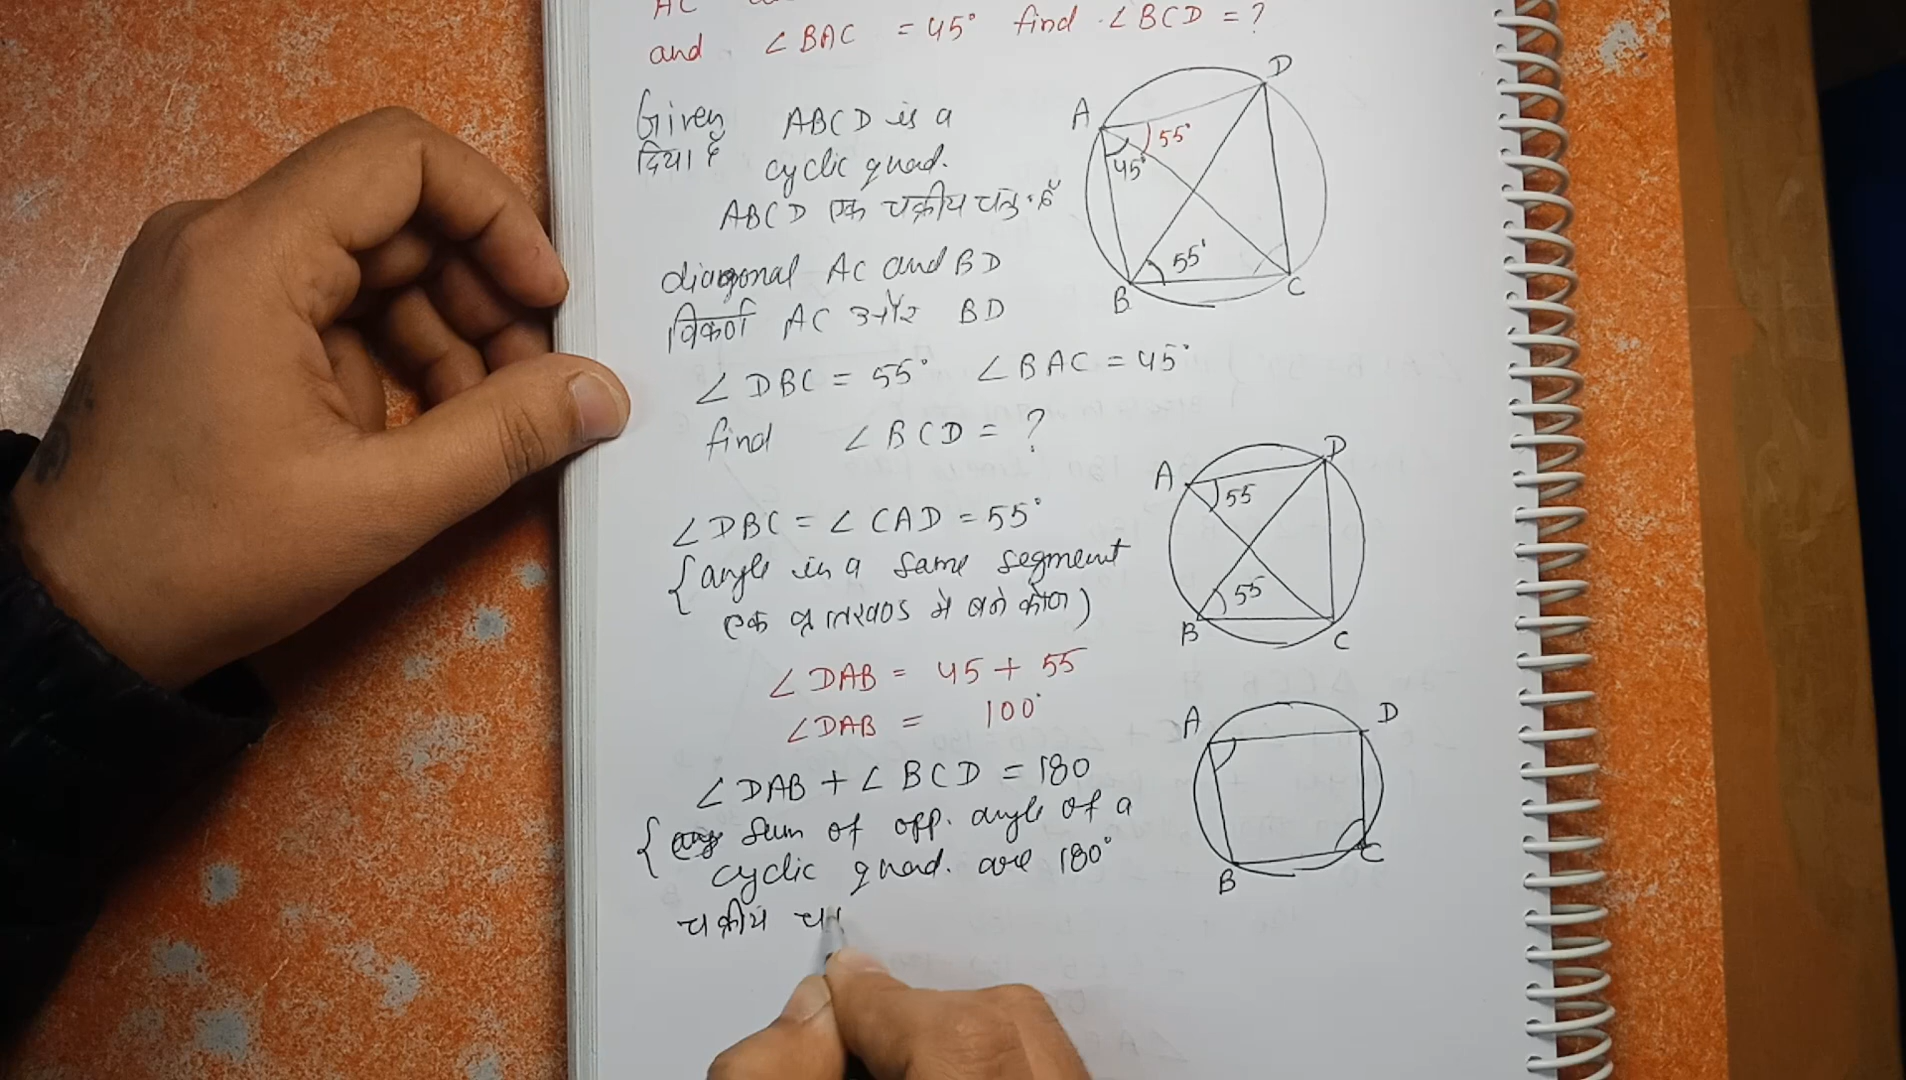 AC
and ∠BAC = 45° find ∠BCD = ?
Given ABCD is a
दिया है cyclic quad.
ABCD एक चक्रीय चतु. है
diagonal AC and BD
विकर्ण AC और BD
∠DBC = 55° ∠BAC = 45°
find ∠BCD = ?
∠DBC = ∠CAD = 55°
{angle in a same segment
एक वृत्तखण्ड में बने कोण)
∠DAB = 45 + 55
∠DAB = 100°
∠DAB + ∠BCD = 180
{ sum of opp. angle of a
cyclic quad. are 180°
चक्रीय
A
D
55°
45°
55°
B
C
A
D
55
55
B
C
A
D
B
C